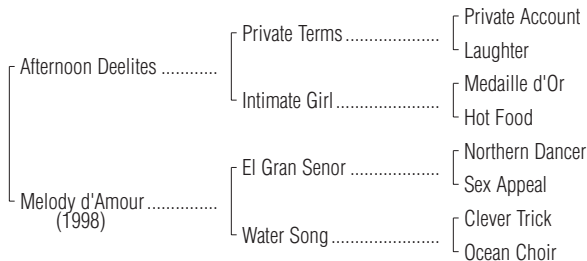 Private Account
Private Terms.....................
Laughter
Afternoon Deelites ............
Medaille d'Or
Intimate Girl .......................
Hot Food
Northern Dancer
El Gran Senor ....................
Sex Appeal
Melody d'Amour ...............
(1998)
Clever Trick
Water Song ........................
Ocean Choir